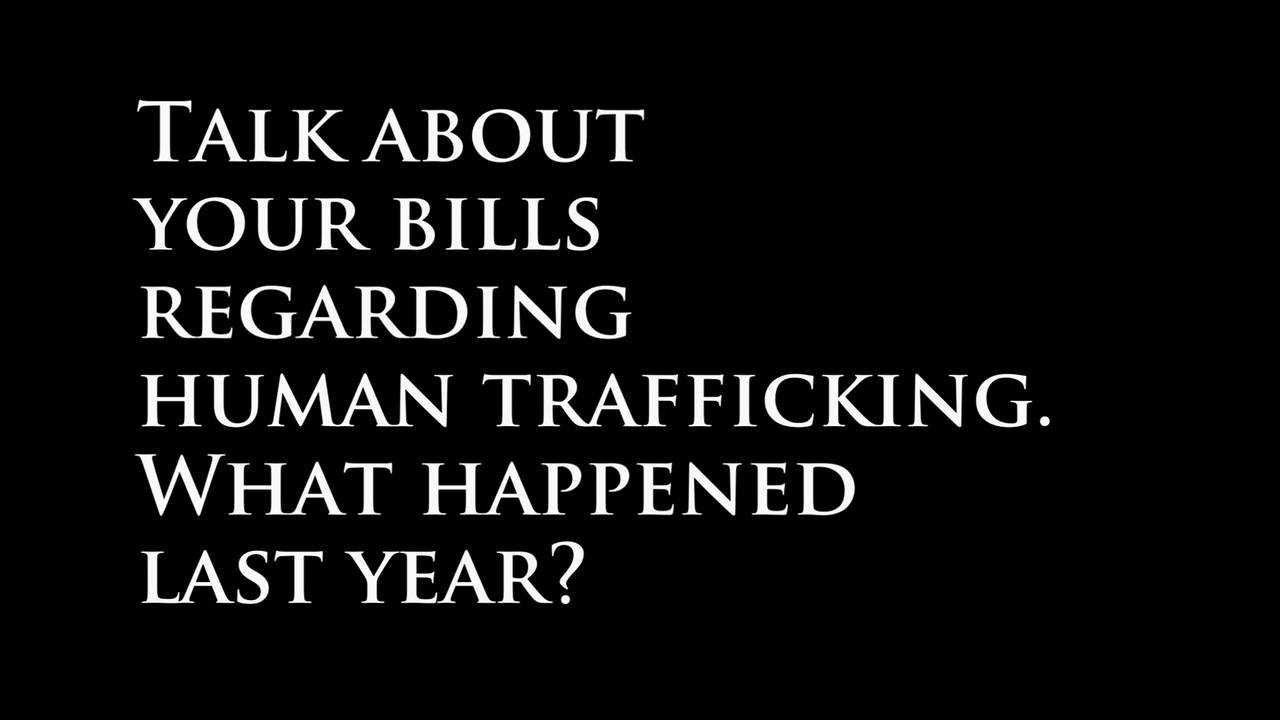 Talk about
your bills
regarding
human trafficking.
What happened
last year?